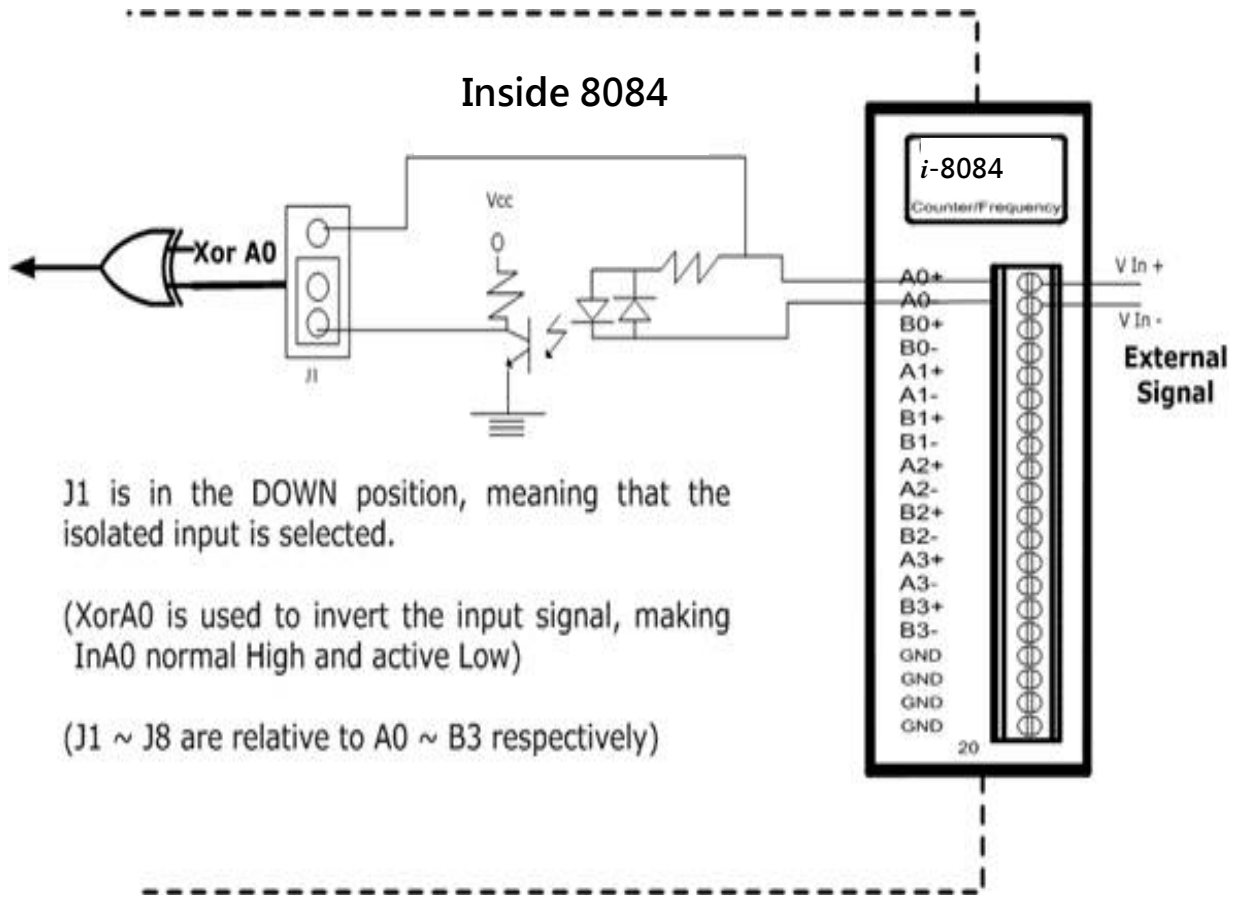 Inside 8084
i-8084
Counter/Frequency
Vcc
Xor A0
J1
A0+
A0-
B0+
B0-
A1+
A1-
B1+
B1-
A2+
A2-
B2+
B2-
A3+
A3-
B3+
B3-
GND
GND
GND
GND
20
V In +
V In -
External
Signal
J1 is in the DOWN position, meaning that the
isolated input is selected.
(XorA0 is used to invert the input signal, making
InA0 normal High and active Low)
(J1 ~ J8 are relative to A0 ~ B3 respectively)